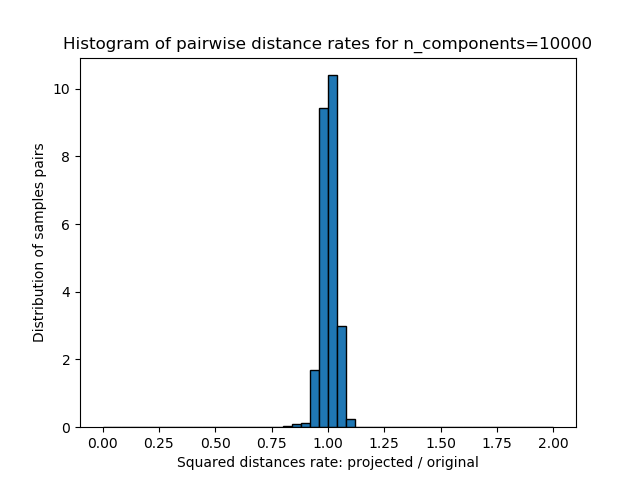 Histogram of pairwise distance rates for n_components=10000
Distribution of samples pairs
10
8
6
4
2
0
0.00 0.25 0.50 0.75 1.00 1.25 1.50 1.75 2.00
Squared distances rate: projected / original